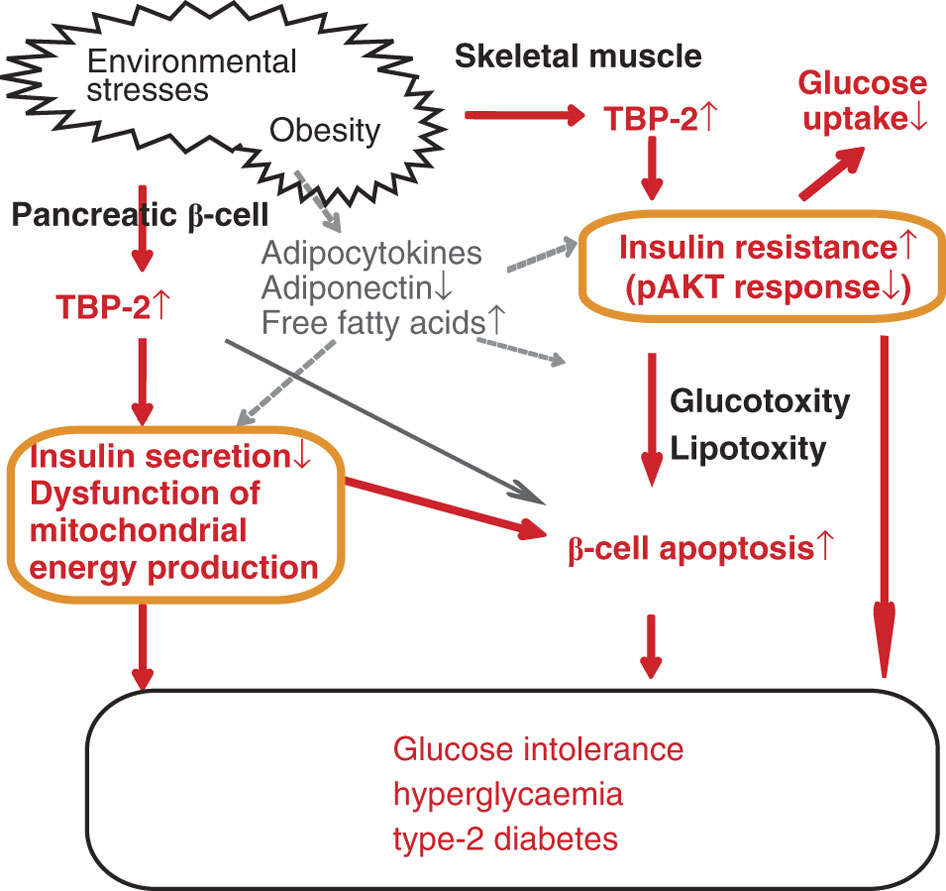 Environmental
stresses
Obesity
Skeletal muscle
TBP-2↑
Glucose
uptake↓
Pancreatic β-cell
TBP-2↑
Adipocytokines
Adiponectin↓
Free fatty acids↑
Insulin resistance↑
(pAKT response↓)
Glucotoxity
Lipotoxity
Insulin secretion↓
Dysfunction of
mitochondrial
energy production
β-cell apoptosis↑
Glucose intolerance
hyperglycaemia
type-2 diabetes